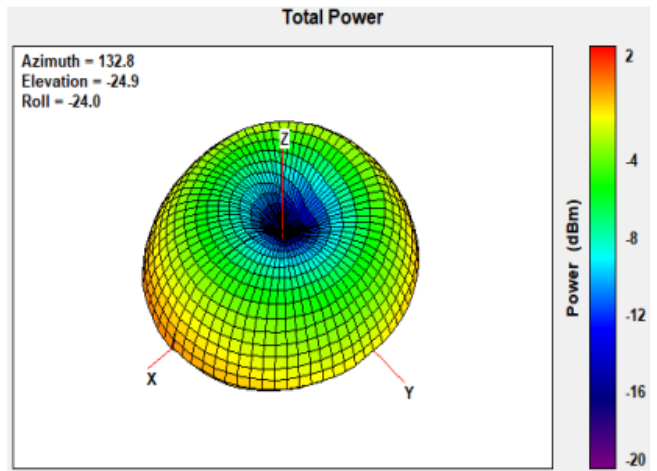 Total Power
Azimuth = 132.8
Elevation = -24.9
Roll = -24.0
Z
X
Y
2
-4
-8
-12
-16
-20
Power (dBm)